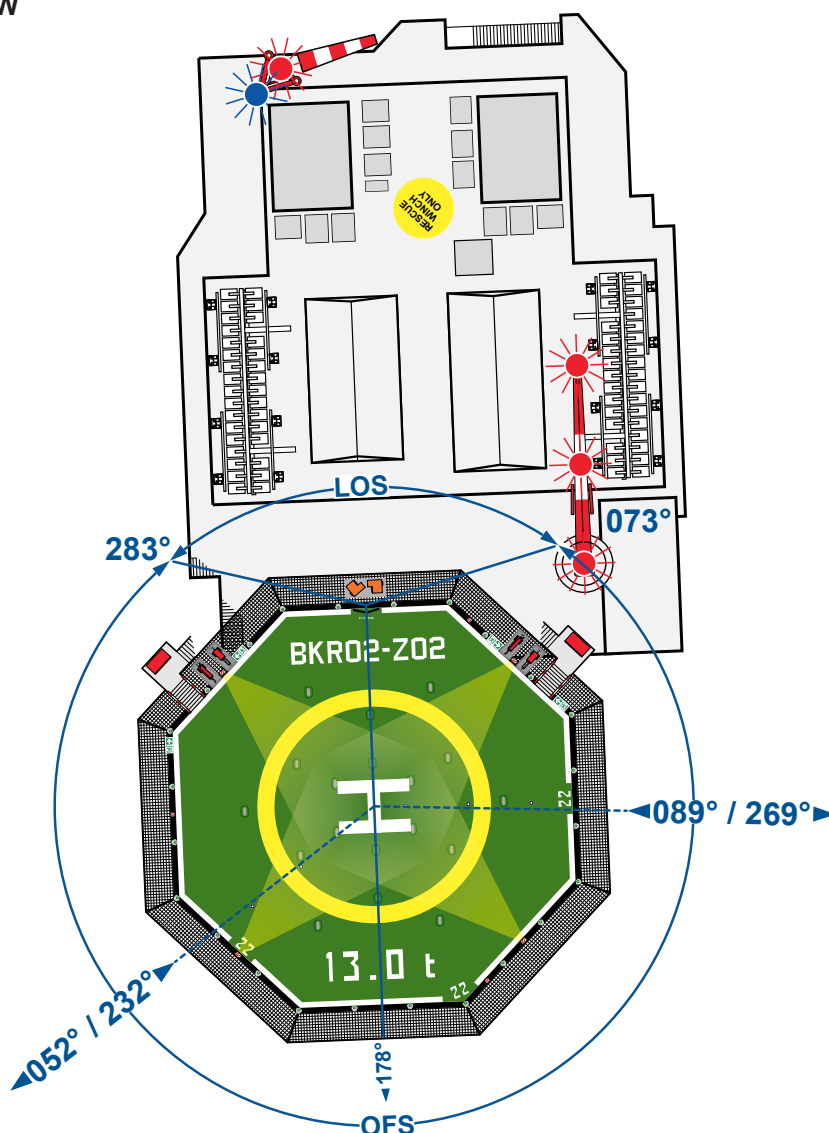 W
RESCUE
WINCH
ONLY
LOS
073°
283°
BKR02-Z02
H
22
089° / 269°
22
13.0 t
22
052° / 232°
178°
OFS